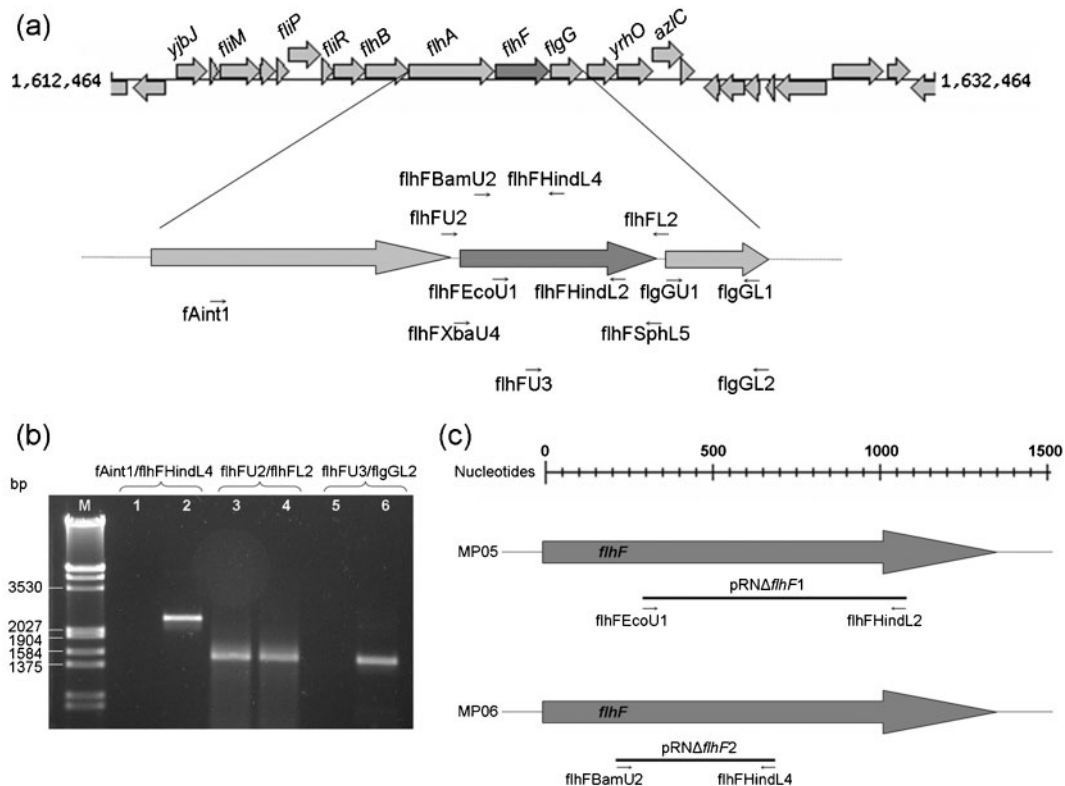 (a)
yjbJ fliM fliP fliR flhB flhA flhF flgG yrhO azlC
1,612,464 1,632,464
flhFBamU2 flhFHindL4
flhFU2 flhFL2
flhFEcoU1 flhFHindL2 flgGU1 flgGL1
fAint1
flhFXbaU4 flhFSphL5
flhFU3 flgGL2
(b)
fAint1/flhFHindL4 flhFU2/flhFL2 flhFU3/flgGL2
bp
M 1 2 3 4 5 6
3530
2027
1904
1584
1375
(c)
0 500 1000 1500
Nucleotides
MP05 flhF
pRNΔflhF1
flhFEcoU1 flhFHindL2
MP06 flhF
pRNΔflhF2
flhFBamU2 flhFHindL4